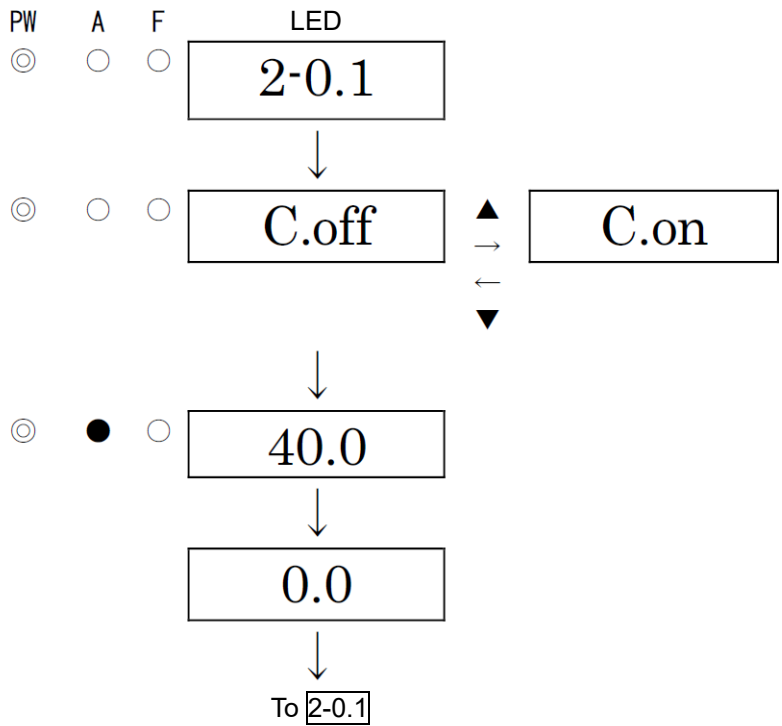 PW A F LED
2-0.1
C.off ▲ C.on
→
←
▼
40.0
0.0
To 2-0.1